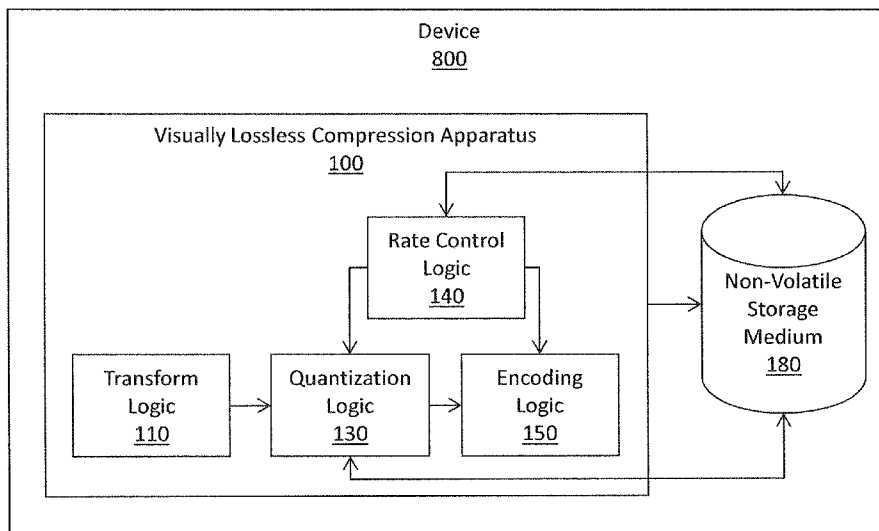 Device
800
Visually Lossless Compression Apparatus
100
Rate Control
Logic
140
Non-Volatile
Storage
Medium
180
Transform
Logic
110
Quantization
Logic
130
Encoding
Logic
150